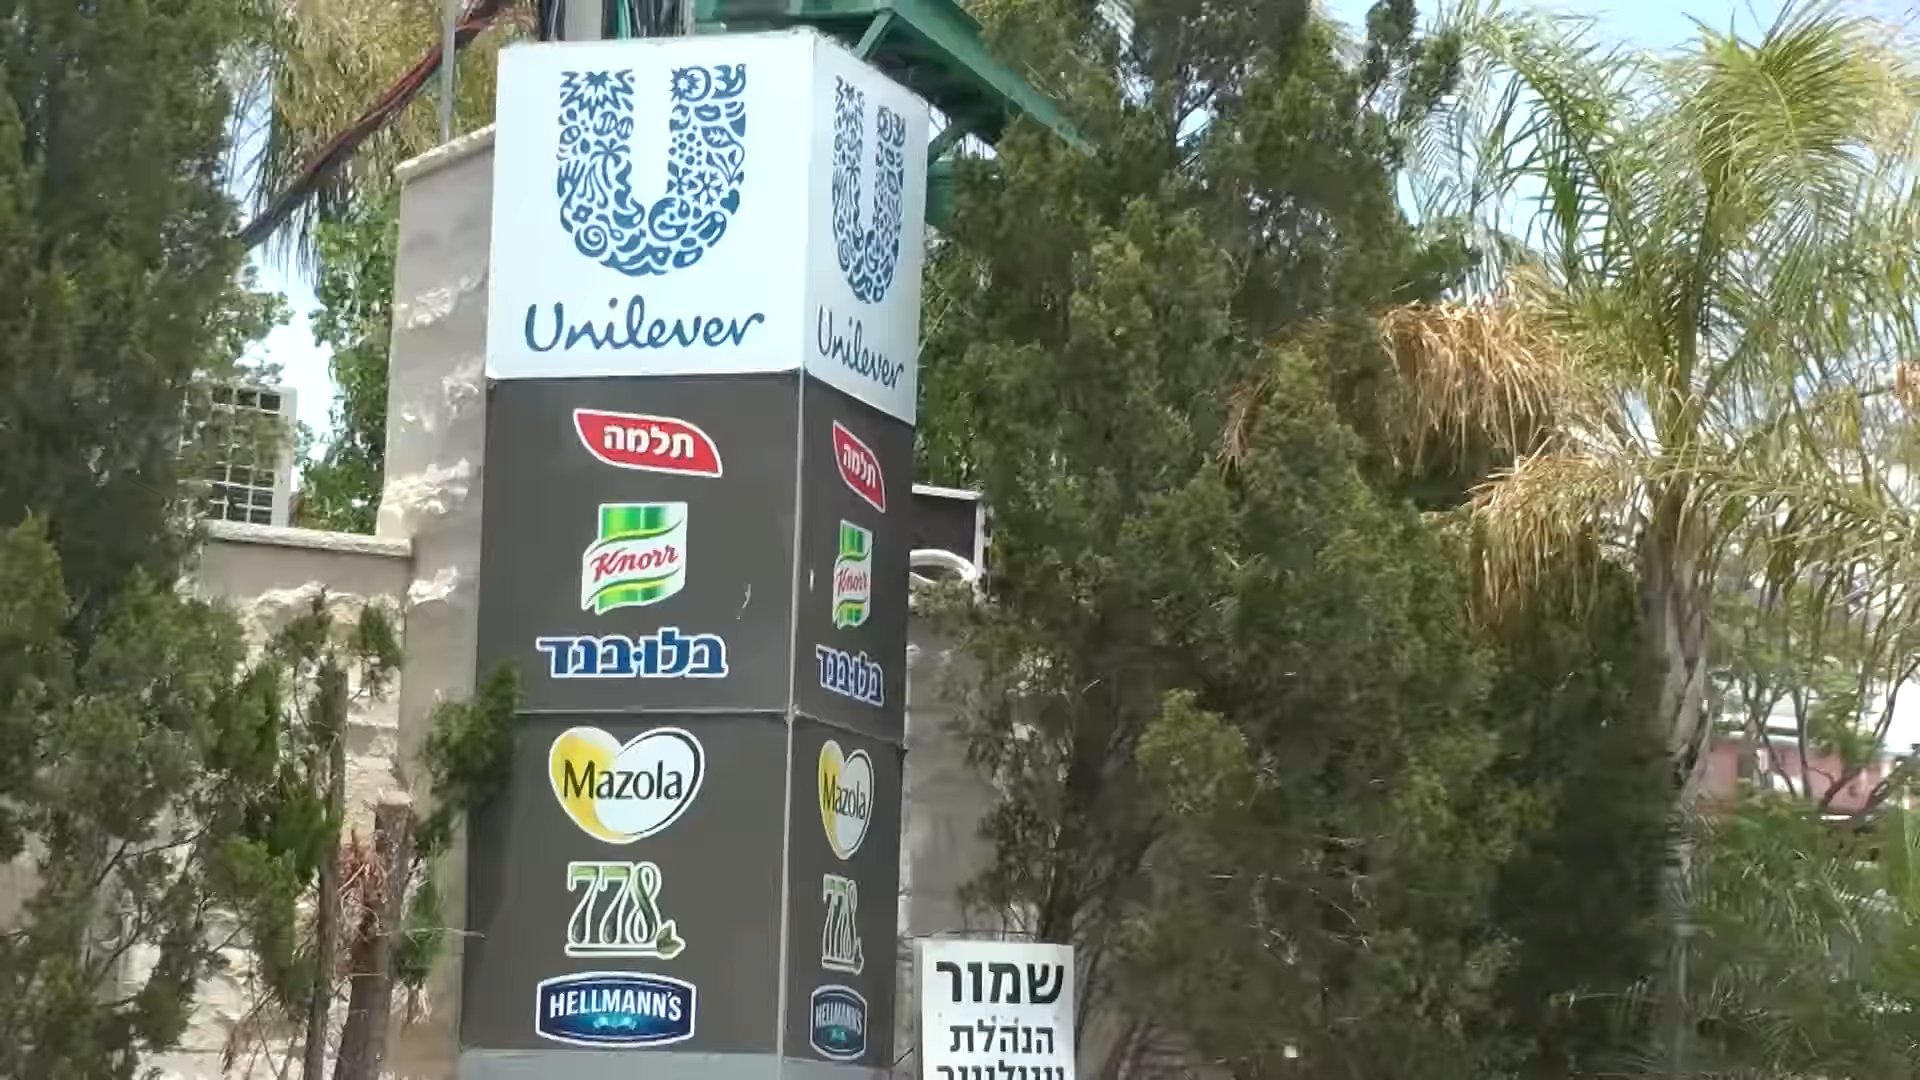 Unilever
תלמה
Knorr
בלו·בנד
Mazola
778
HELLMANN'S
Unilever
תלמה
Knorr
בלו·בנד
Mazola
778
HELLMANN'S
שמור
הנהלת